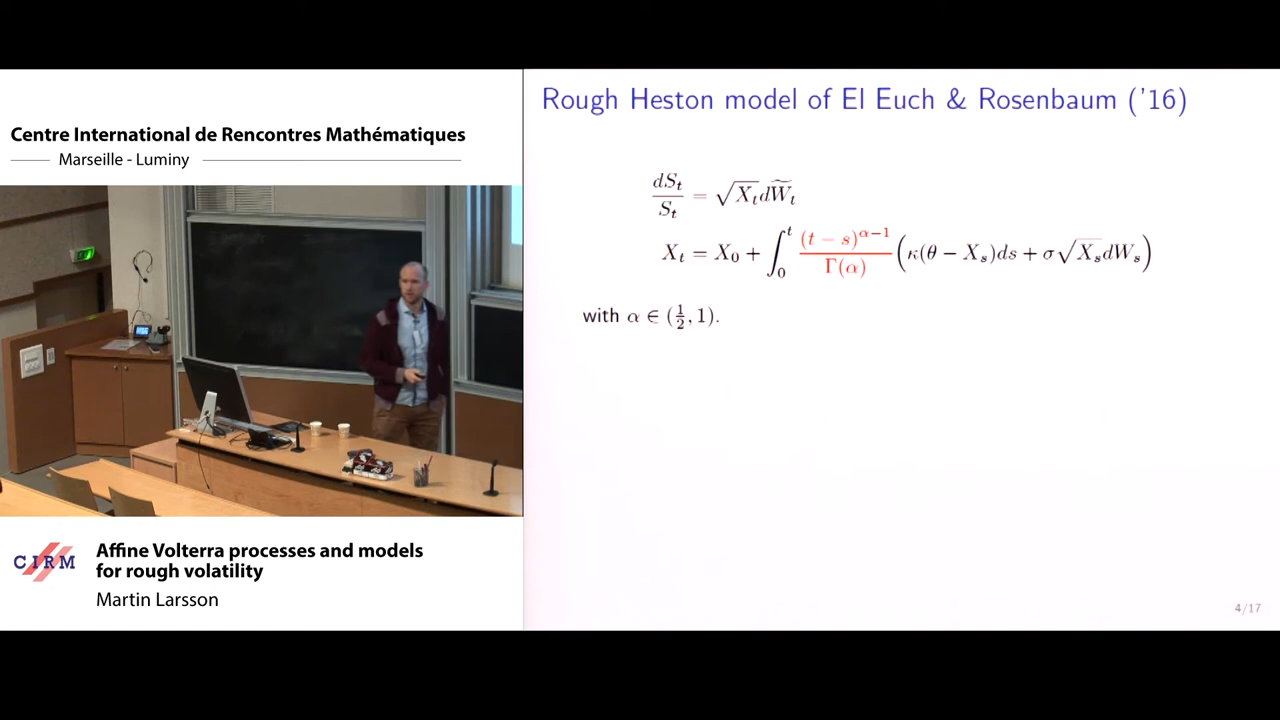 Centre International de Rencontres Mathématiques
Marseille - Luminy
CIRM
Affine Volterra processes and models
for rough volatility
Martin Larsson
Rough Heston model of El Euch & Rosenbaum ('16)
dS_t/S_t = √X_t dW̃_t
X_t = X_0 + ∫_0^t (t − s)^{α−1}/Γ(α) (κ(θ − X_s)ds + σ√X_s dW_s)
with α ∈ (1/2, 1).
4/17